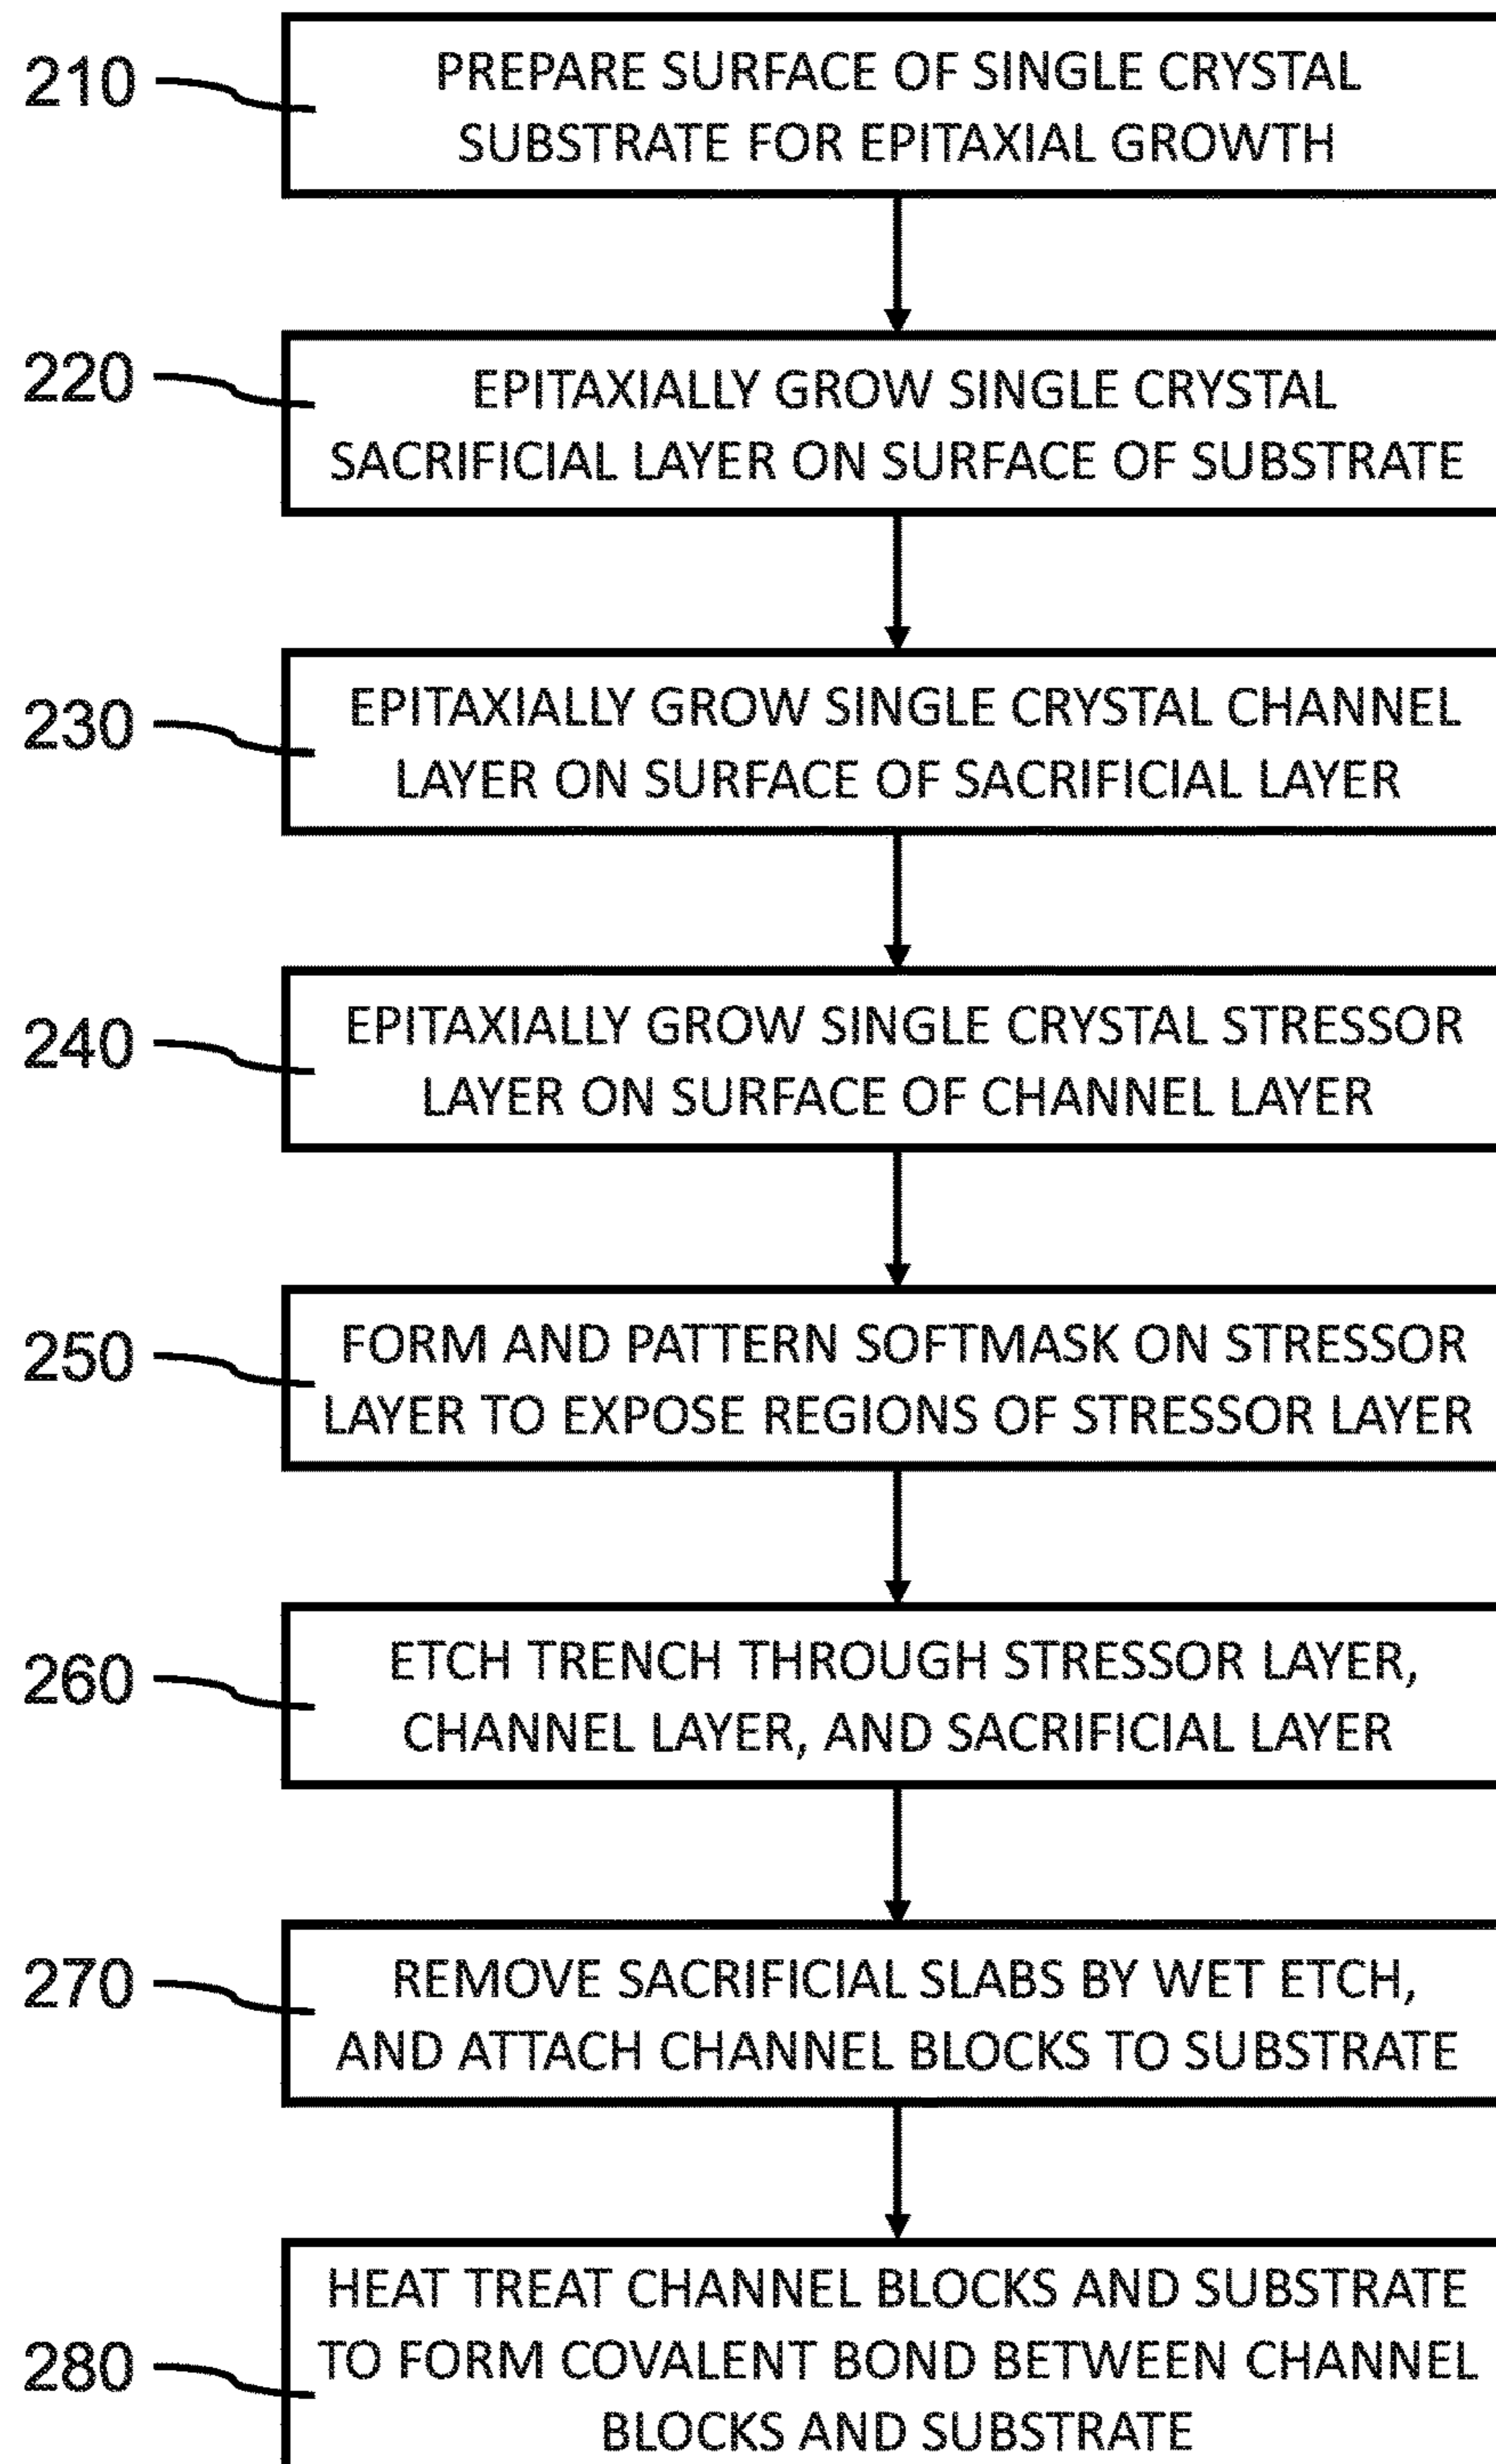 210
PREPARE SURFACE OF SINGLE CRYSTAL
SUBSTRATE FOR EPITAXIAL GROWTH
220
EPITAXIALLY GROW SINGLE CRYSTAL
SACRIFICIAL LAYER ON SURFACE OF SUBSTRATE
230
EPITAXIALLY GROW SINGLE CRYSTAL CHANNEL
LAYER ON SURFACE OF SACRIFICIAL LAYER
240
EPITAXIALLY GROW SINGLE CRYSTAL STRESSOR
LAYER ON SURFACE OF CHANNEL LAYER
250
FORM AND PATTERN SOFTMASK ON STRESSOR
LAYER TO EXPOSE REGIONS OF STRESSOR LAYER
260
ETCH TRENCH THROUGH STRESSOR LAYER,
CHANNEL LAYER, AND SACRIFICIAL LAYER
270
REMOVE SACRIFICIAL SLABS BY WET ETCH,
AND ATTACH CHANNEL BLOCKS TO SUBSTRATE
280
HEAT TREAT CHANNEL BLOCKS AND SUBSTRATE
TO FORM COVALENT BOND BETWEEN CHANNEL
BLOCKS AND SUBSTRATE